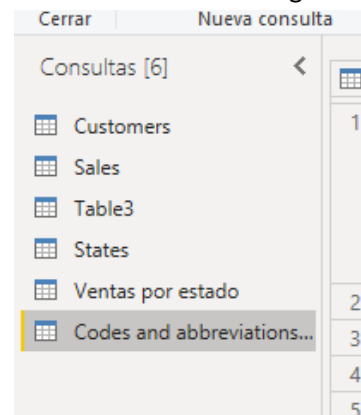 Cerrar Nueva consulta
Consultas [6]
Customers
1
Sales
Table3
States
Ventas por estado
2
Codes and abbreviations...
3
4
5